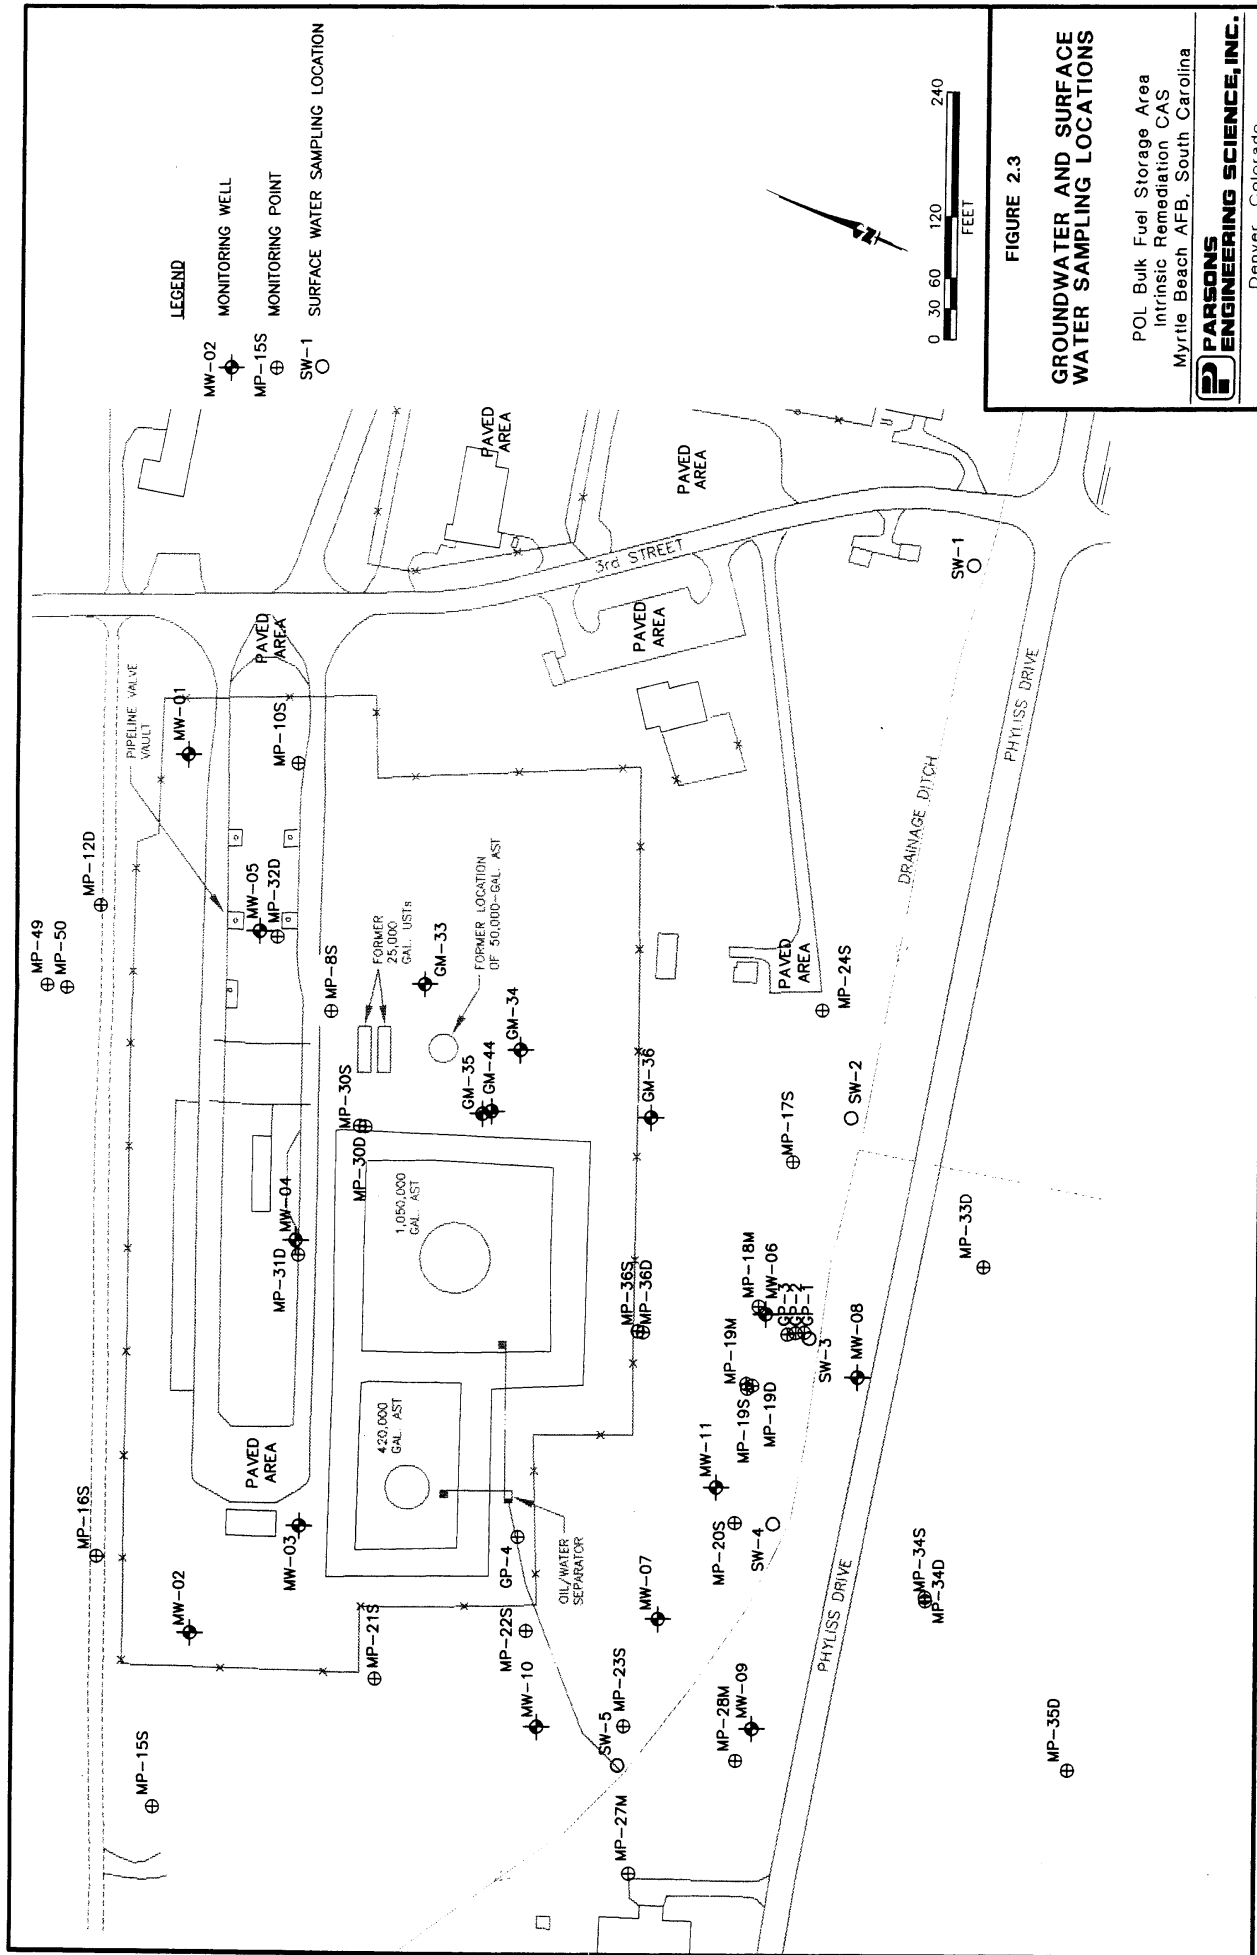 LEGEND
MW-02
MONITORING WELL
MP-15S
MONITORING POINT
SW-1
SURFACE WATER SAMPLING LOCATION
MP-49
MP-50
MP-12D
MP-16S
MP-15S
PIPELINE VALVE
VAULT
MW-01
MW-02
PAVED
AREA
MP-10S
MW-05
MP-32D
MP-8S
MW-04
MP-31D
PAVED
AREA
MW-03
MP-21S
FORMER
25,000
GAL. USTs
GM-33
FORMER LOCATION
OF 50,000-GAL. AST
GM-34
GM-35
GM-44
MP-30S
MP-30D
1,050,000
GAL. AST
420,000
GAL. AST
GP-4
OIL/WATER
SEPARATOR
MP-22S
MW-10
PAVED
AREA
3rd STREET
PAVED
AREA
PAVED
AREA
GM-36
MP-36S
MP-36D
MW-07
MP-23S
SW-5
MP-27M
MP-28M
MW-09
MW-11
MP-20S
SW-4
MP-19M
MP-19S
MP-19D
MP-18M
MW-06
GP-3
GP-2
GP-1
SW-3
MW-08
MP-17S
SW-2
MP-24S
PAVED
AREA
DRAINAGE DITCH
SW-1
PHYLISS DRIVE
PHYLISS DRIVE
MP-33D
MP-34S
MP-34D
MP-35D
N
0 30 60 120 240
FEET
FIGURE 2.3
GROUNDWATER AND SURFACE
WATER SAMPLING LOCATIONS
POL Bulk Fuel Storage Area
Intrinsic Remediation CAS
Myrtle Beach AFB, South Carolina
PARSONS
ENGINEERING SCIENCE, INC.
Denver, Colorado